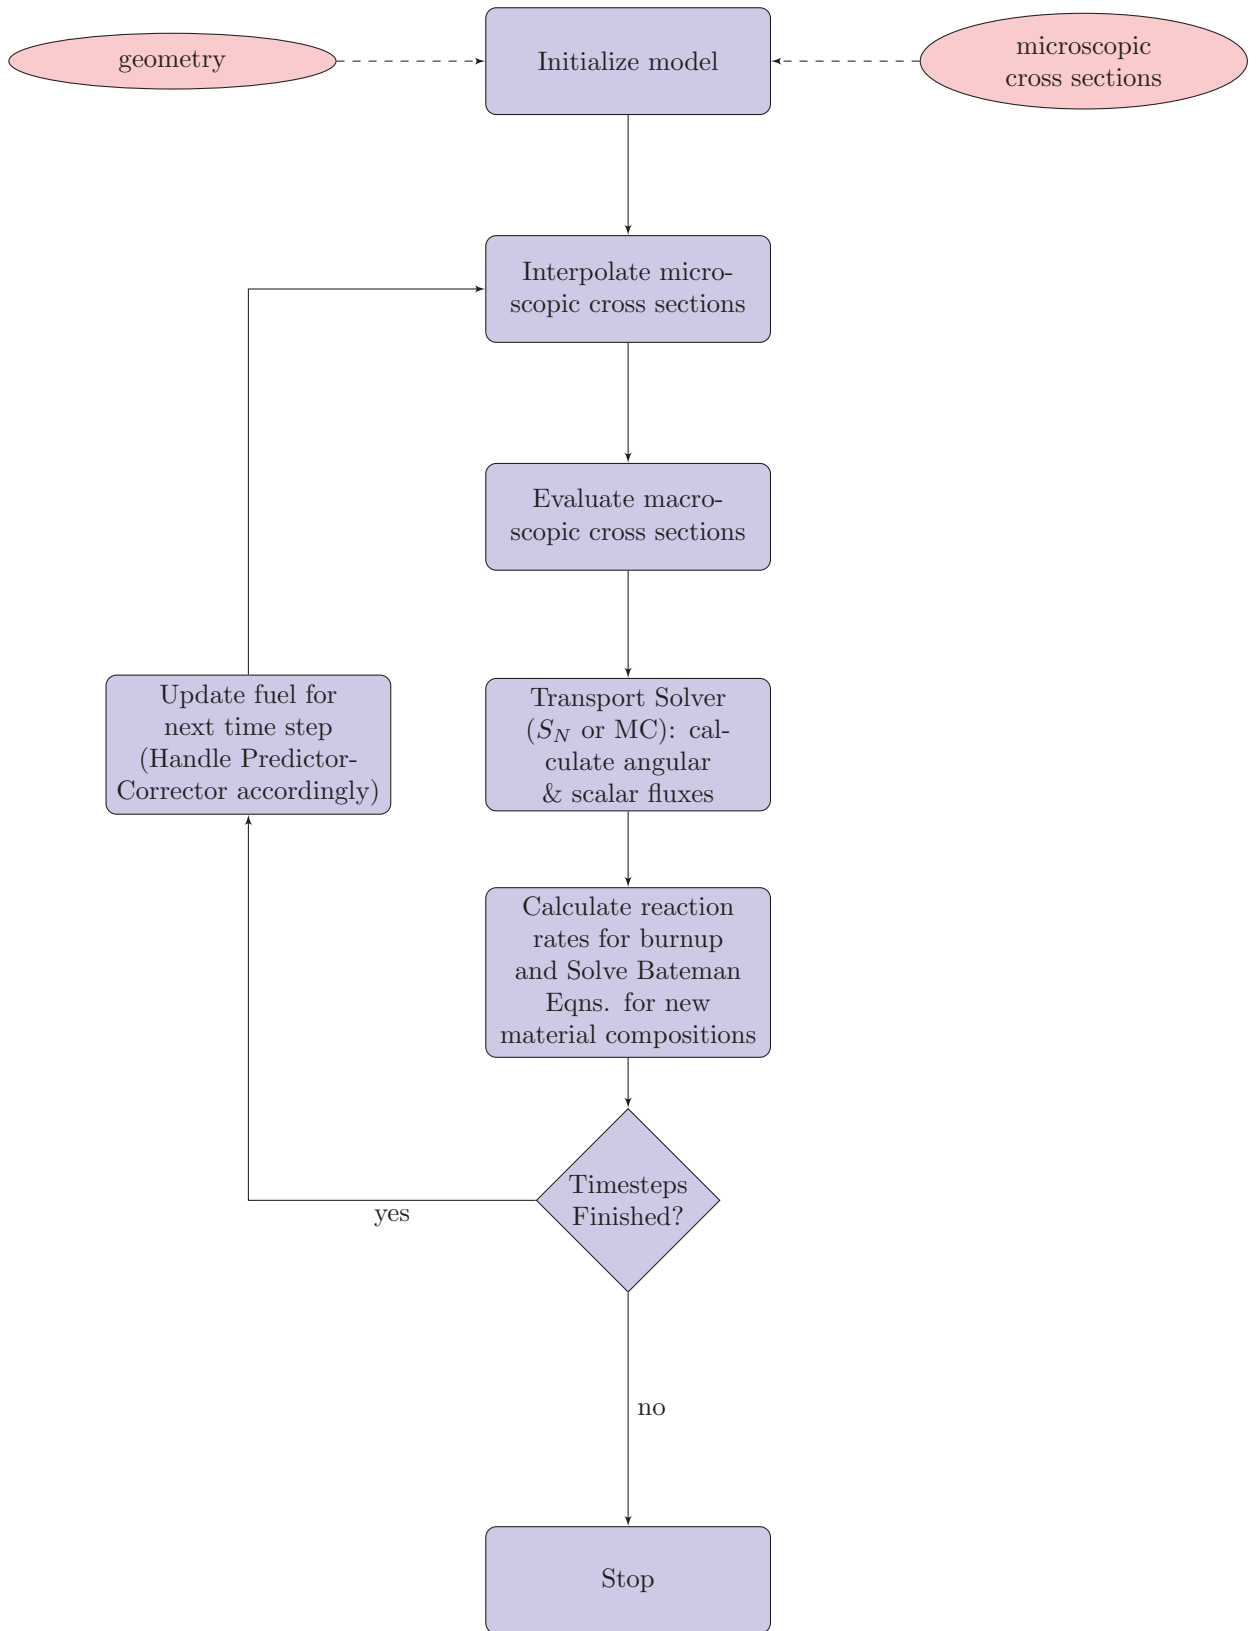 geometry
Initialize model
microscopic
cross sections
Interpolate micro-
scopic cross sections
Evaluate macro-
scopic cross sections
Update fuel for
next time step
(Handle Predictor-
Corrector accordingly)
Transport Solver
(S_N or MC): cal-
culate angular
& scalar fluxes
Calculate reaction
rates for burnup
and Solve Bateman
Eqns. for new
material compositions
Timesteps
Finished?
yes
no
Stop